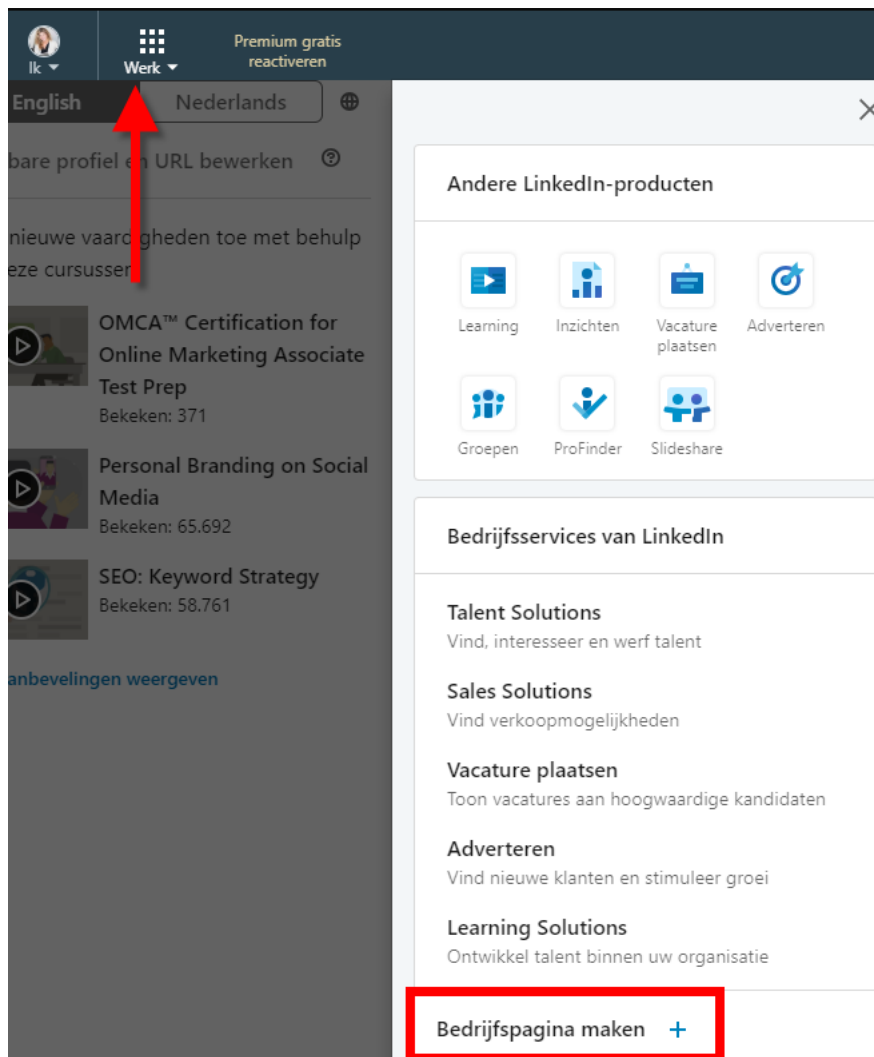 Ik
Werk
Premium gratis
reactiveren
English
Nederlands
bare profiel en URL bewerken
nieuwe vaardigheden toe met behulp
eze cursussen
OMCA™ Certification for
Online Marketing Associate
Test Prep
Bekeken: 371
Personal Branding on Social
Media
Bekeken: 65.692
SEO: Keyword Strategy
Bekeken: 58.761
anbevelingen weergeven
Andere LinkedIn-producten
Learning
Inzichten
Vacature
plaatsen
Adverteren
Groepen
ProFinder
Slideshare
Bedrijfsservices van LinkedIn
Talent Solutions
Vind, interesseer en werf talent
Sales Solutions
Vind verkoopmogelijkheden
Vacature plaatsen
Toon vacatures aan hoogwaardige kandidaten
Adverteren
Vind nieuwe klanten en stimuleer groei
Learning Solutions
Ontwikkel talent binnen uw organisatie
Bedrijfspagina maken +